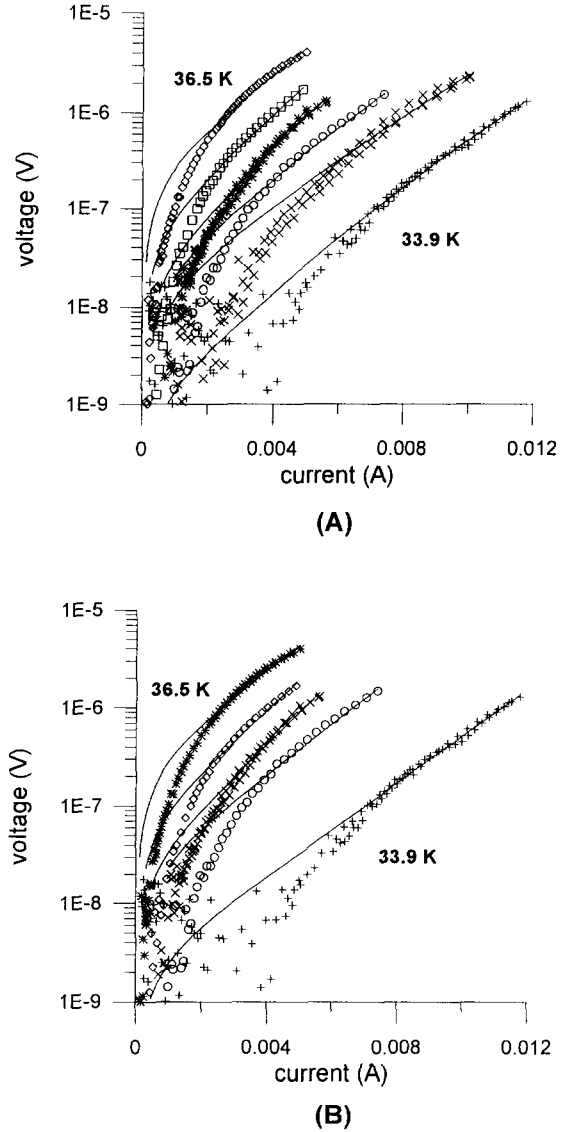 1E-5
36.5 K
1E-6
voltage (V)
1E-7
33.9 K
1E-8
1E-9
0 0.004 0.008 0.012
current (A)
(A)
1E-5
36.5 K
1E-6
voltage (V)
1E-7
33.9 K
1E-8
1E-9
0 0.004 0.008 0.012
current (A)
(B)